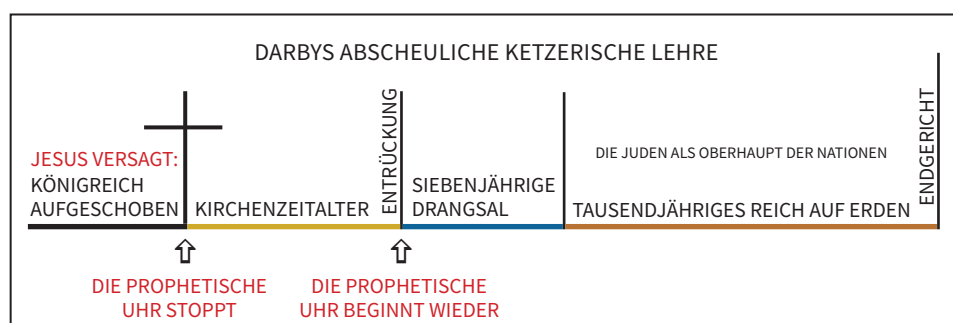 DARBYS ABSCHEULICHE KETZERISCHE LEHRE
JESUS VERSAGT:
KÖNIGREICH
AUFGESCHOBEN
KIRCHENZEITALTER
ENTRÜCKUNG
SIEBENJÄHRIGE
DRANGSAL
DIE JUDEN ALS OBERHAUPT DER NATIONEN
TAUSENDJÄHRIGES REICH AUF ERDEN
ENDGERICHT
DIE PROPHETISCHE
UHR STOPPT
DIE PROPHETISCHE
UHR BEGINNT WIEDER